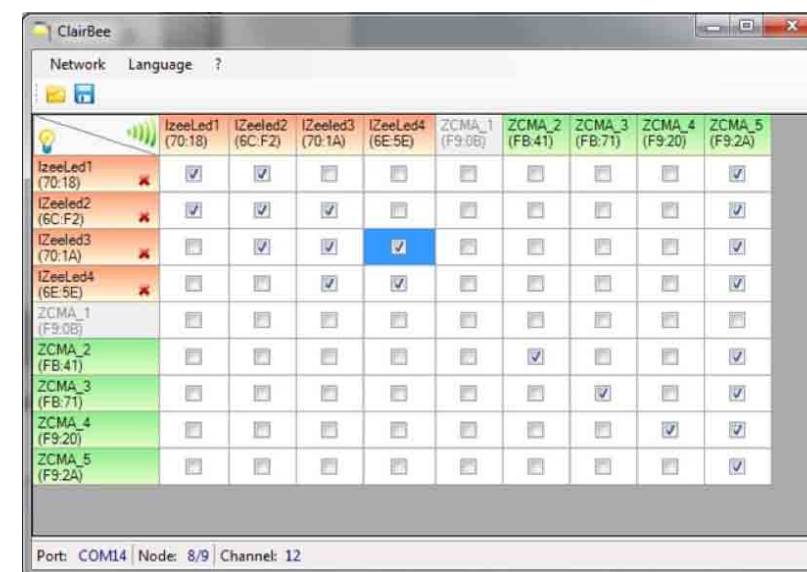 ClairBee
Network Language ?
IzeeLed1 IZeeled2 IZeeled3 IZeeLed4 ZCMA_1 ZCMA_2 ZCMA_3 ZCMA_4 ZCMA_5
(70:18) (6C:F2) (70:1A) (6E:5E) (F9:0B) (FB:41) (FB:71) (F9:20) (F9:2A)
IzeeLed1
(70:18)
IZeeled2
(6C:F2)
IZeeled3
(70:1A)
IZeeLed4
(6E:5E)
ZCMA_1
(F9:0B)
ZCMA_2
(FB:41)
ZCMA_3
(FB:71)
ZCMA_4
(F9:20)
ZCMA_5
(F9:2A)
Port: COM14 Node: 8/9 Channel: 12